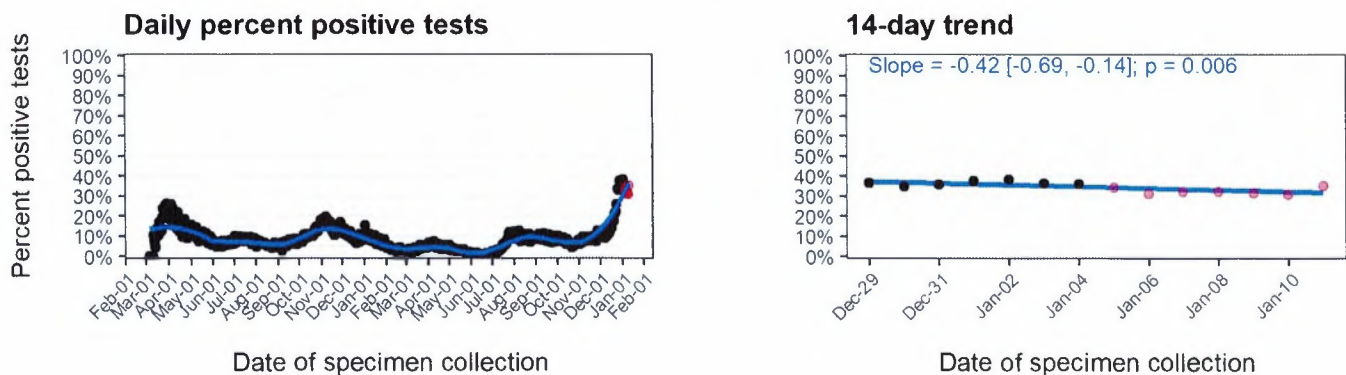 Daily percent positive tests
Percent positive tests
100%
90%
80%
70%
60%
50%
40%
30%
20%
10%
0%
Feb-01
Mar-01
Apr-01
May-01
Jun-01
Jul-01
Aug-01
Sep-01
Oct-01
Nov-01
Dec-01
Jan-01
Feb-01
Mar-01
Apr-01
May-01
Jun-01
Jul-01
Aug-01
Sep-01
Oct-01
Nov-01
Dec-01
Jan-01
Feb-01
Date of specimen collection
14-day trend
Slope = -0.42 [-0.69, -0.14]; p = 0.006
100%
90%
80%
70%
60%
50%
40%
30%
20%
10%
0%
Dec-29
Dec-31
Jan-02
Jan-04
Jan-06
Jan-08
Jan-10
Date of specimen collection